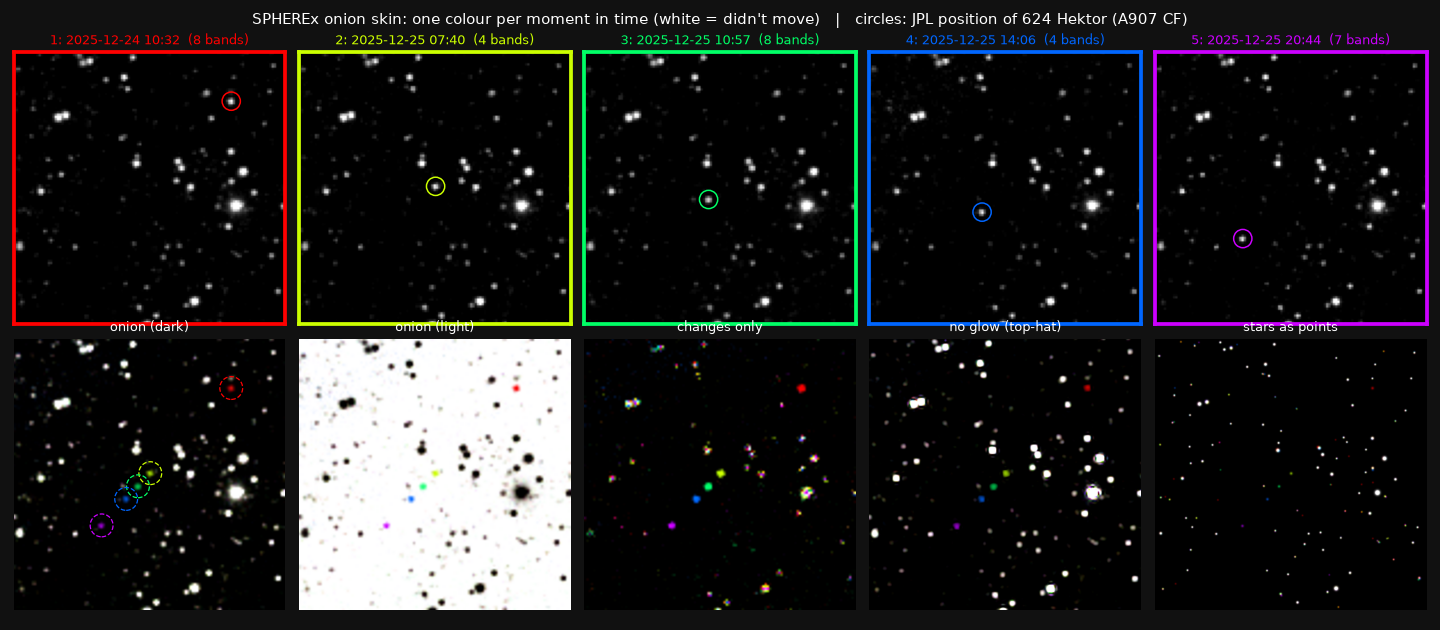 SPHEREx onion skin: one colour per moment in time (white = didn't move)   |   circles: JPL position of 624 Hektor (A907 CF)
1: 2025-12-24 10:32  (8 bands)
2: 2025-12-25 07:40  (4 bands)
3: 2025-12-25 10:57  (8 bands)
4: 2025-12-25 14:06  (4 bands)
5: 2025-12-25 20:44  (7 bands)
onion (dark)
onion (light)
changes only
no glow (top-hat)
stars as points